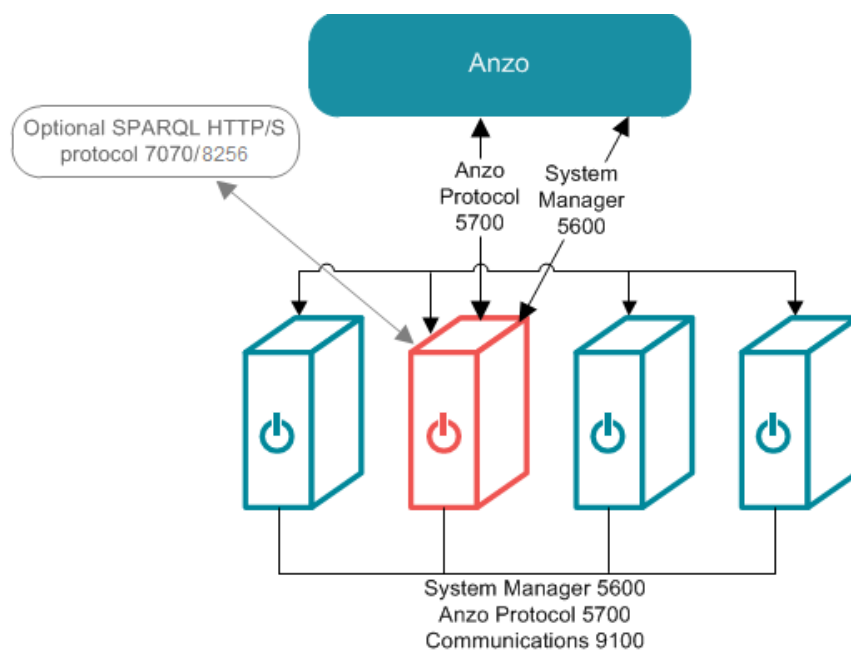 Anzo
Optional SPARQL HTTP/S
protocol 7070/8256
Anzo
Protocol
5700
System
Manager
5600
System Manager 5600
Anzo Protocol 5700
Communications 9100